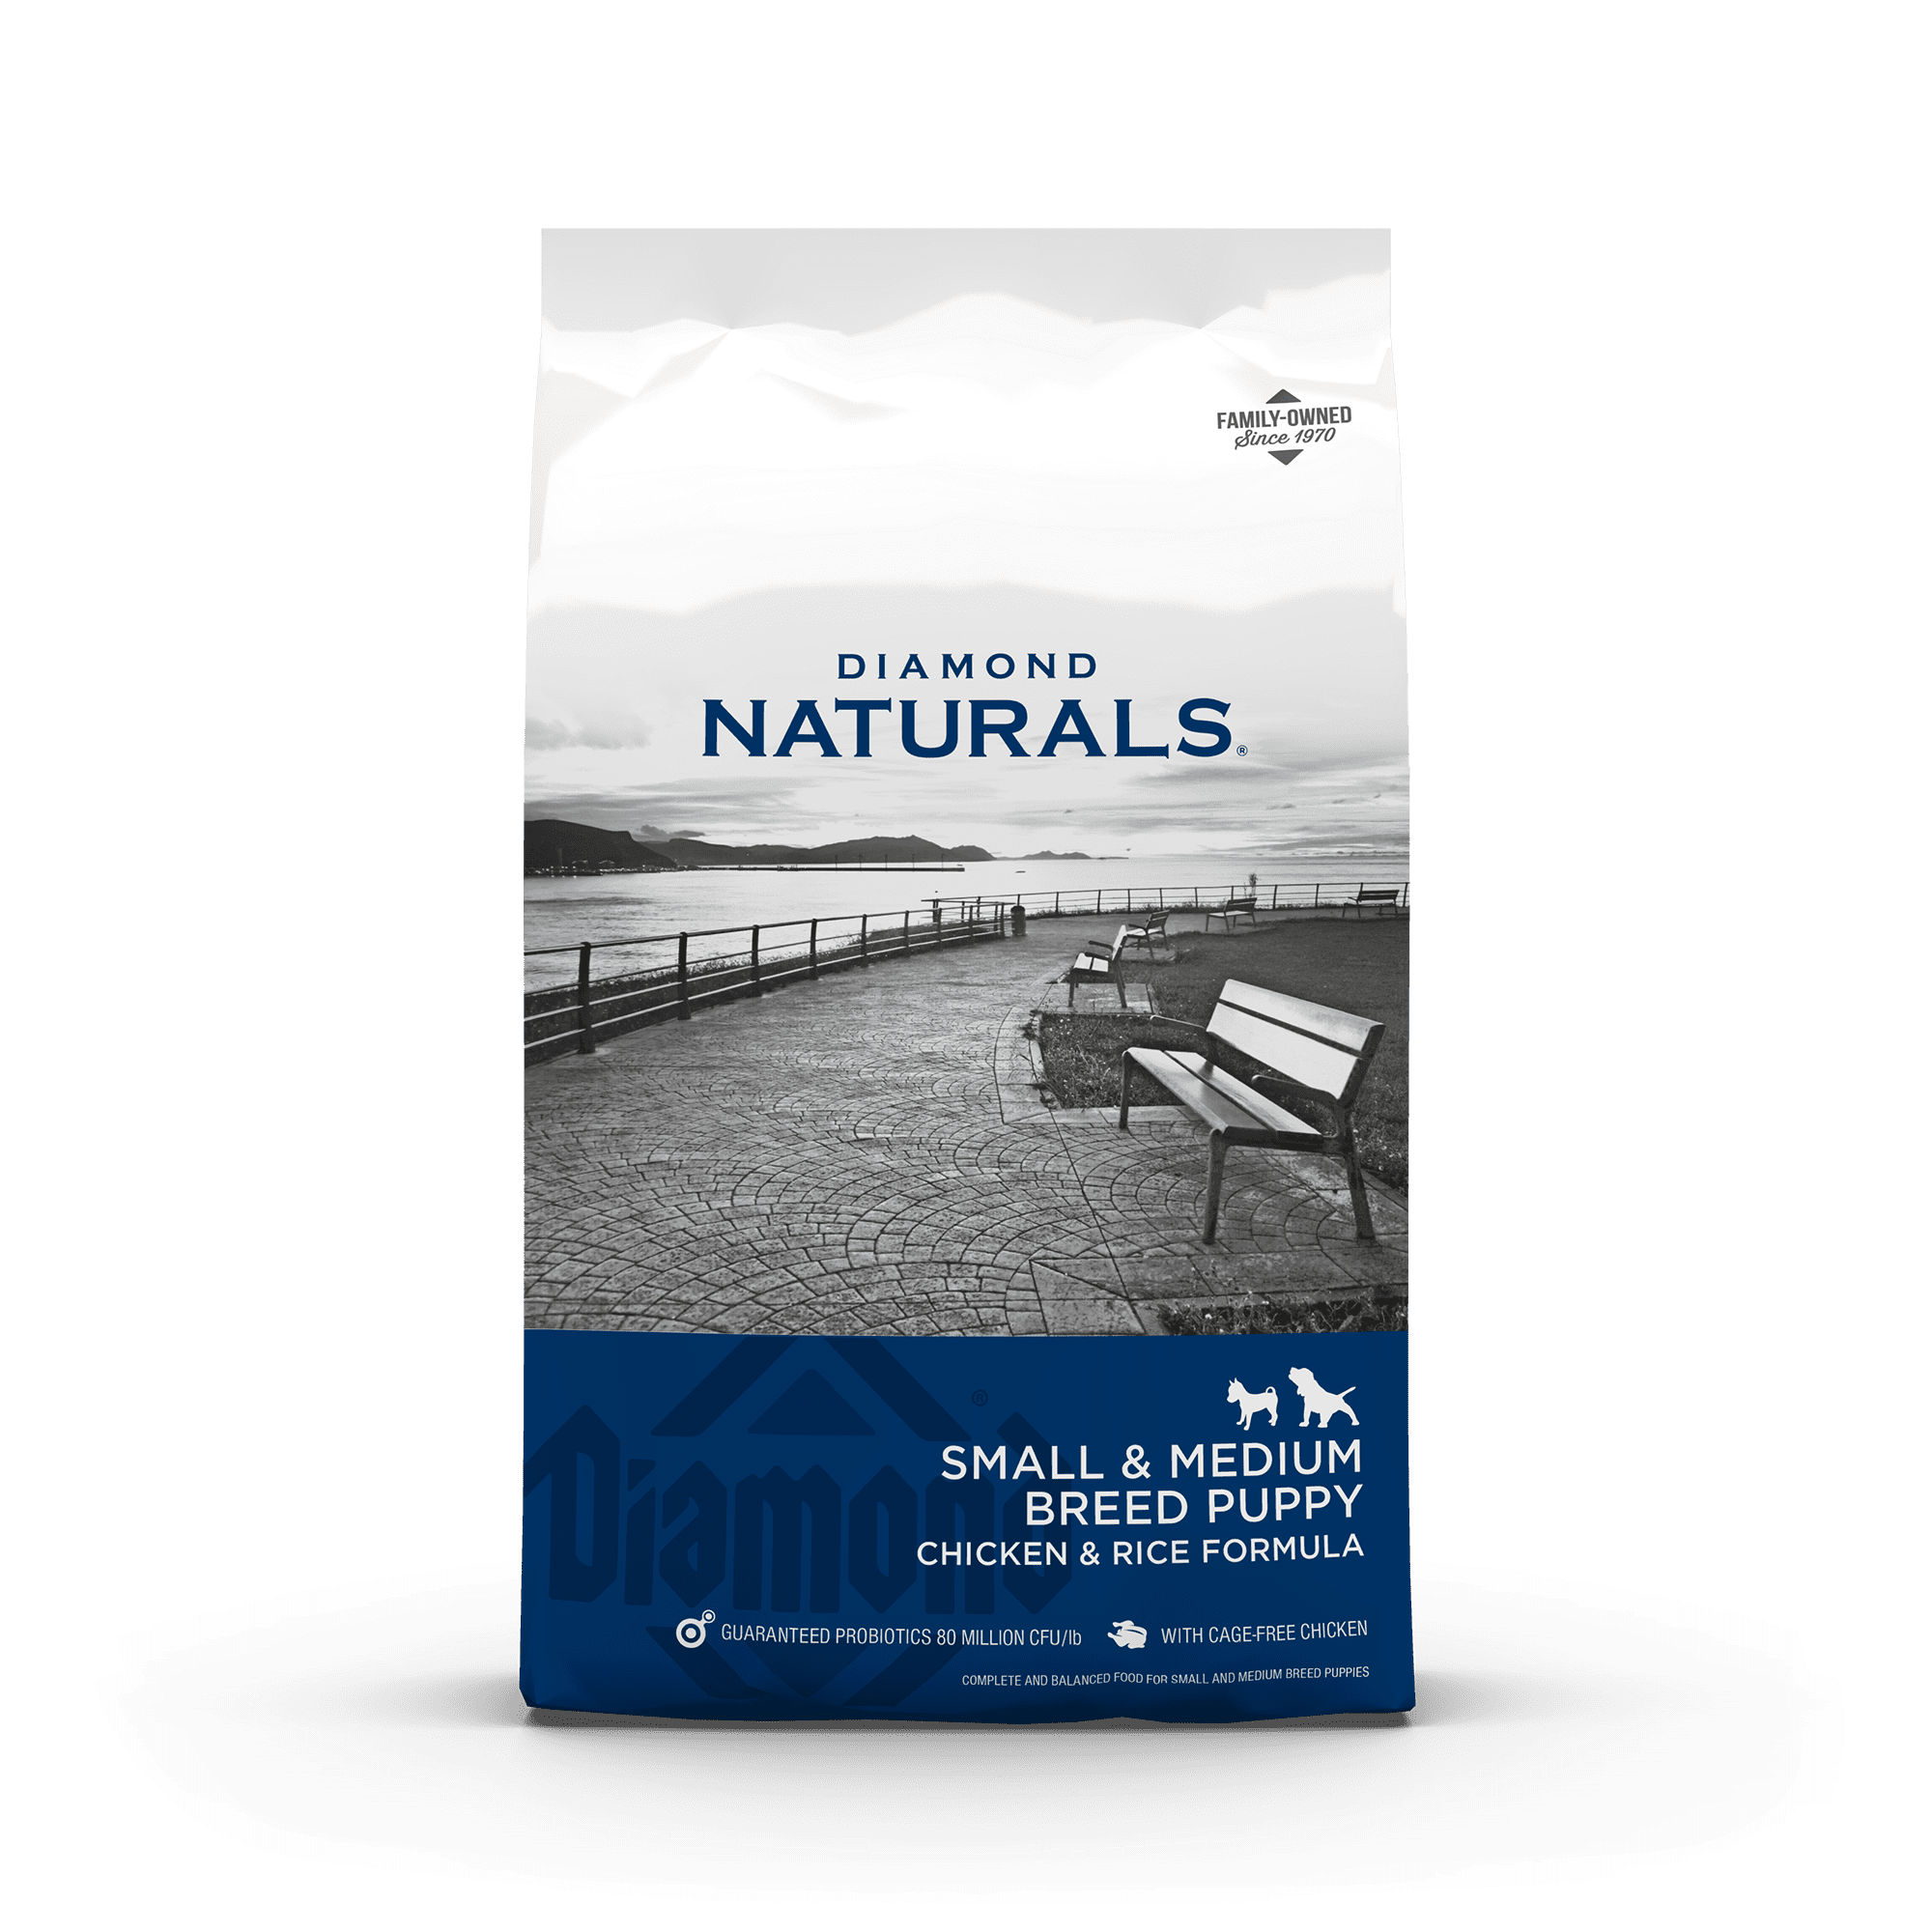 FAMILY-OWNED
Since 1970
DIAMOND
NATURALS®
®
Diamond
SMALL & MEDIUM
BREED PUPPY
CHICKEN & RICE FORMULA
GUARANTEED PROBIOTICS 80 MILLION CFU/lb WITH CAGE-FREE CHICKEN
COMPLETE AND BALANCED FOOD FOR SMALL AND MEDIUM BREED PUPPIES